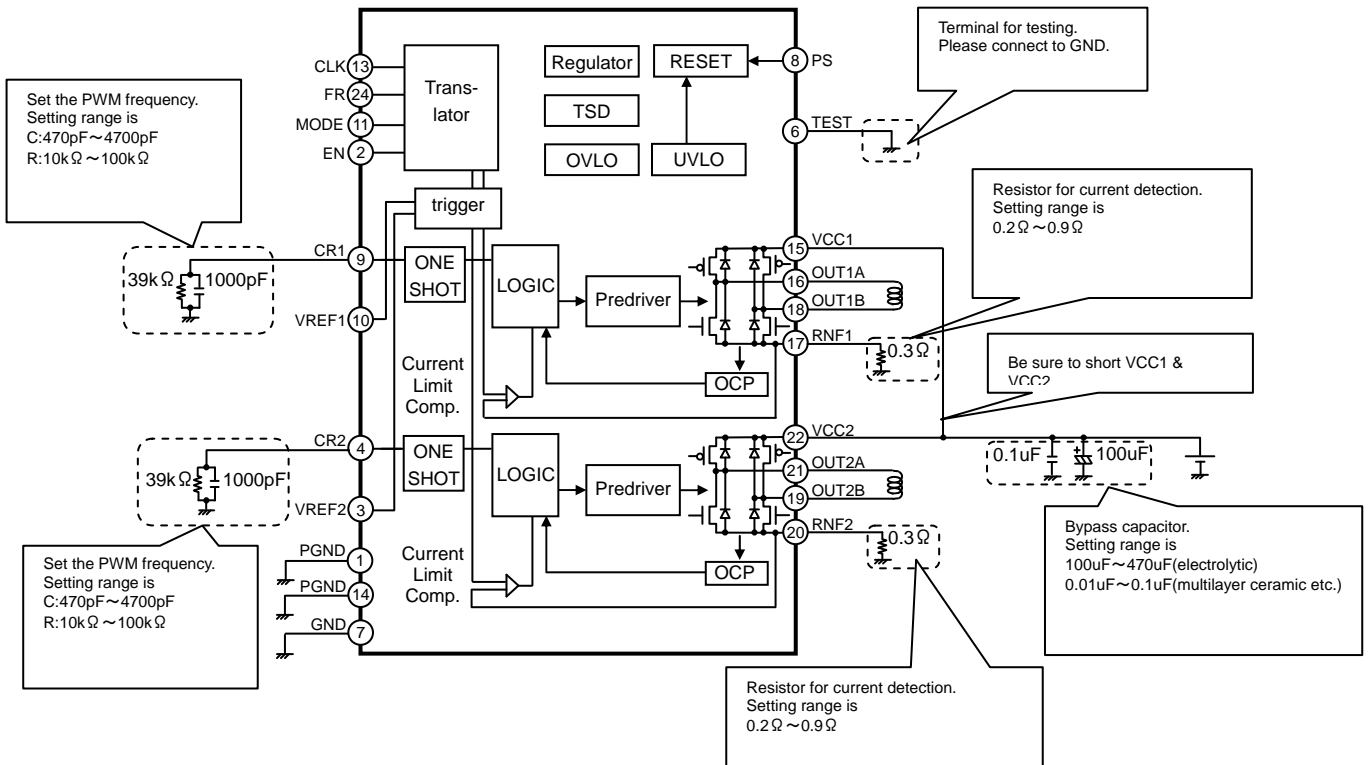 Terminal for testing.
Please connect to GND.
CLK 13
FR 24
MODE 11
EN 2
Trans-
lator
Regulator
RESET
TSD
OVLO
UVLO
8 PS
6 TEST
Set the PWM frequency.
Setting range is
C:470pF～4700pF
R:10kΩ～100kΩ
Resistor for current detection.
Setting range is
0.2Ω～0.9Ω
trigger
CR1
9
39kΩ
1000pF
VREF1 10
ONE
SHOT
LOGIC
Predriver
15 VCC1
16 OUT1A
18 OUT1B
17 RNF1
0.3Ω
OCP
Current
Limit
Comp.
Be sure to short VCC1 &
VCC2
CR2
4
39kΩ
1000pF
VREF2 3
ONE
SHOT
LOGIC
Predriver
22 VCC2
21 OUT2A
19 OUT2B
20 RNF2
0.3Ω
OCP
Current
Limit
Comp.
0.1uF
+
100uF
Bypass capacitor.
Setting range is
100uF～470uF(electrolytic)
0.01uF～0.1uF(multilayer ceramic etc.)
PGND
1
PGND
14
GND
7
Set the PWM frequency.
Setting range is
C:470pF～4700pF
R:10kΩ～100kΩ
Resistor for current detection.
Setting range is
0.2Ω～0.9Ω